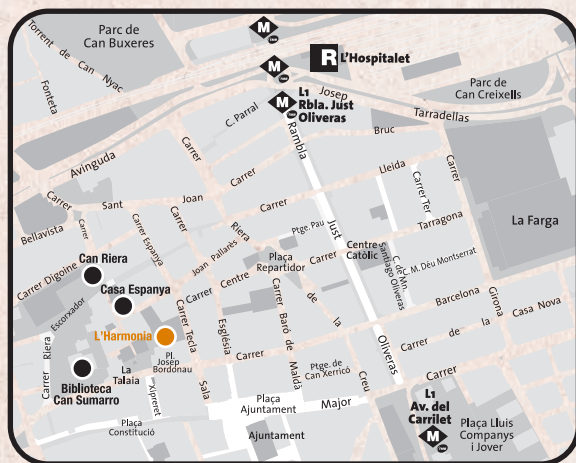 Parc de
Can Buxeres
Torrent de Can Nyac
Fonteta
M
M
M
R L'Hospitalet
L1
Rbla. Just
Oliveras
Parc de
Can Creixells
Avinguda
Josep
Tarradellas
C. Parral
Carrer
Rambla
Just
Oliveras
Bruc
Carrer
Lleida
Carrer
Carrer Ter
Carrer
Girona
La Farga
Carrer
Sant
Joan
Carrer
Bellavista
Carrer
Carrer Espanya
Carrer
Joan Pallarès
Riera
de
la
Creu
Ptge. Pau
Plaça
Repartidor
Carrer
Tarragona
Centre
Catòlic
C. de Mn.
Santiago Oliveras
C. M. Dèu Montserrat
Carrer Digoine
Can Riera
Casa Espanya
Escorxador
L'Harmonia
Carrer Centre
Carrer Tecla
Sala
Església
Carrer Baró de
Maldà
Barcelona
Casa Nova
Carrer
de
la
Carrer
Carrer Riera
Biblioteca
Can Sumarro
La
Talaia
Xipreret
Pl.
Josep
Bordonau
Carrer
Ptge. de
Can Xerricó
Plaça
Constitució
Plaça
Ajuntament
Major
Ajuntament
Carrer
L1
Av. del
Carrilet
M
Plaça Lluis
Companys
i Jover